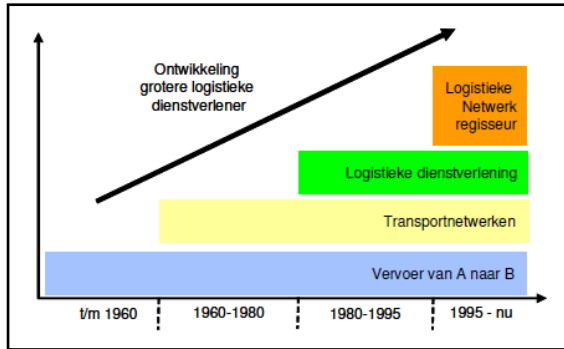 Ontwikkeling
grotere logistieke
dienstverlener
Logistieke
Netwerk
regisseur
Logistieke dienstverlening
Transportnetwerken
Vervoer van A naar B
t/m 1960
1960-1980
1980-1995
1995 - nu